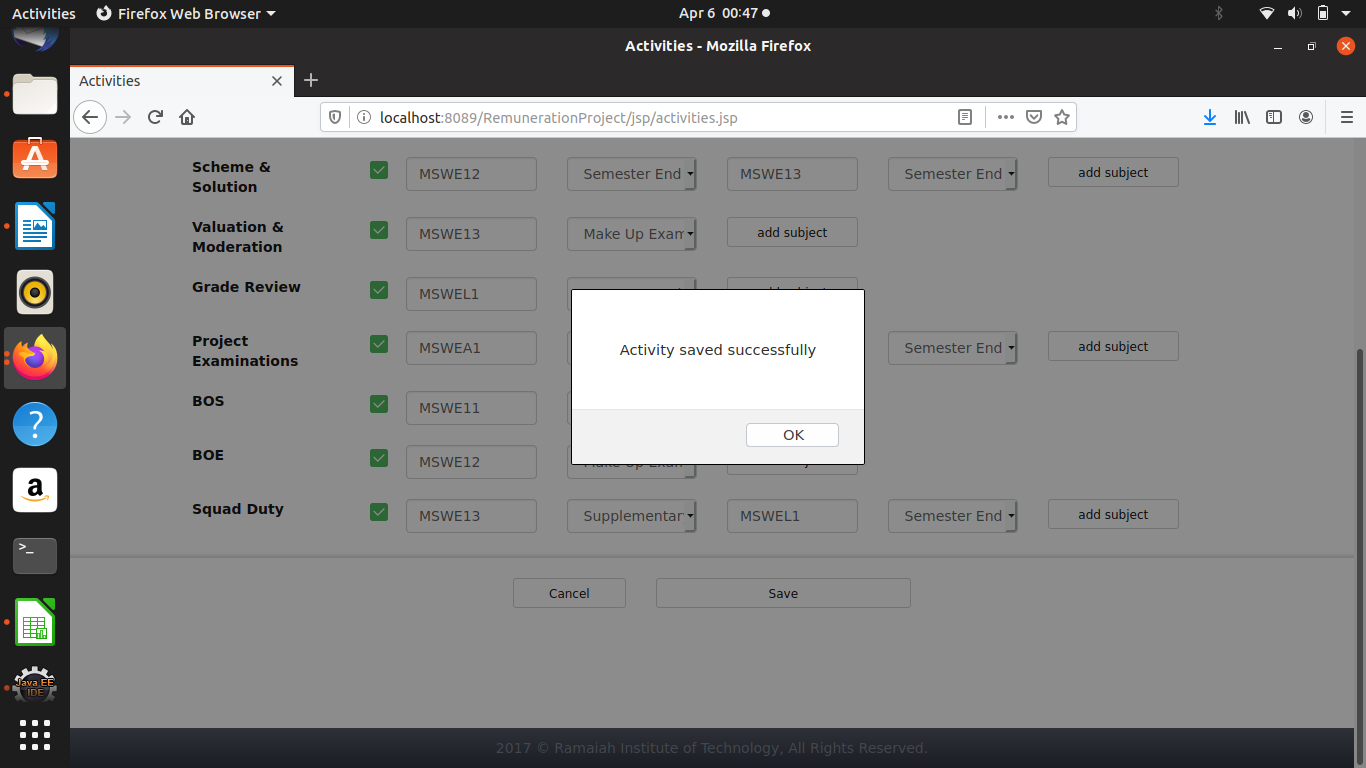 Activities
Firefox Web Browser
Apr 6 00:47
Activities - Mozilla Firefox
Activities
localhost:8089/RemunerationProject/jsp/activities.jsp
Scheme &
Solution
MSWE12
Semester End
MSWE13
Semester End
add subject
Valuation &
Moderation
MSWE13
Make Up Exam
add subject
Grade Review
MSWEL1
Project
Examinations
MSWEA1
Semester End
add subject
Activity saved successfully
OK
BOS
MSWE11
BOE
MSWE12
Make Up Exam
Squad Duty
MSWE13
Supplementar
MSWEL1
Semester End
add subject
Cancel
Save
2017 © Ramaiah Institute of Technology, All Rights Reserved.
>_
Java EE
IDE